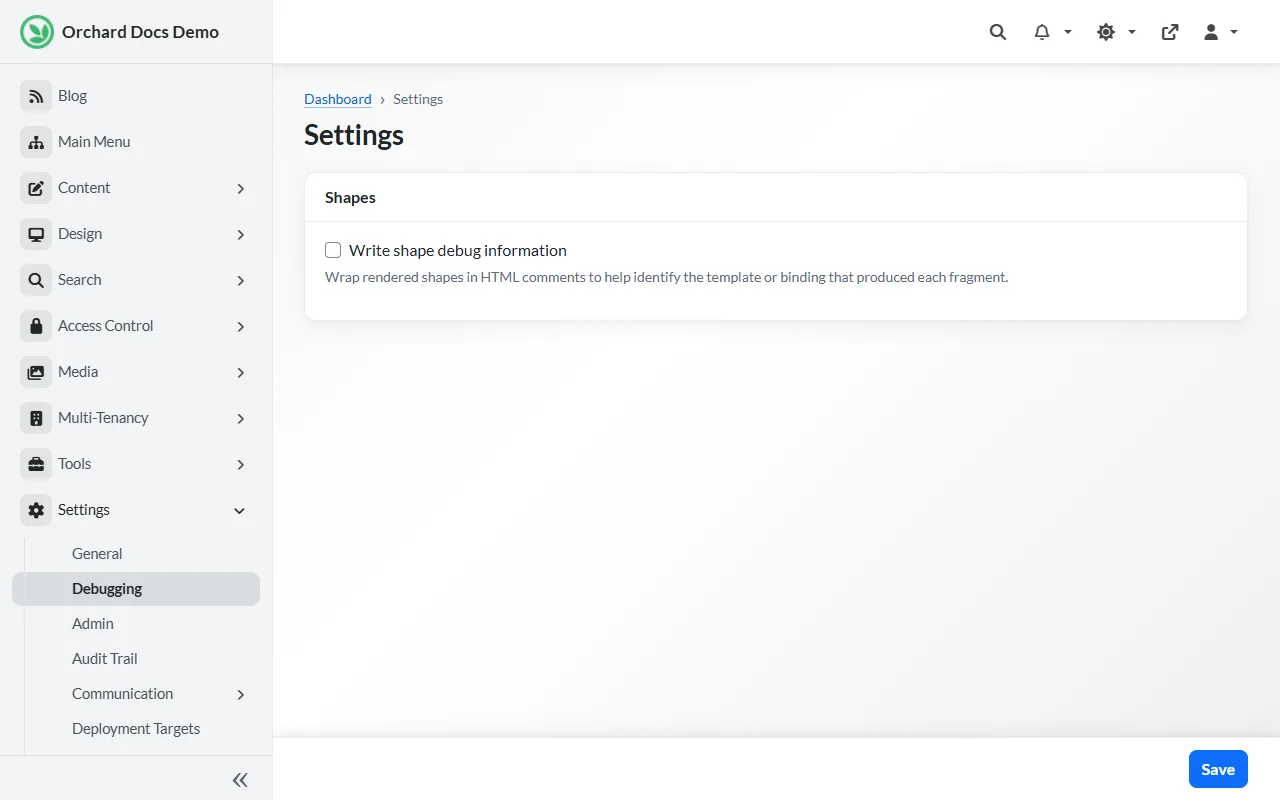 Orchard Docs Demo
Blog
Main Menu
Content
Design
Search
Access Control
Media
Multi-Tenancy
Tools
Settings
General
Debugging
Admin
Audit Trail
Communication
Deployment Targets
Dashboard › Settings
Settings
Shapes
Write shape debug information
Wrap rendered shapes in HTML comments to help identify the template or binding that produced each fragment.
Save